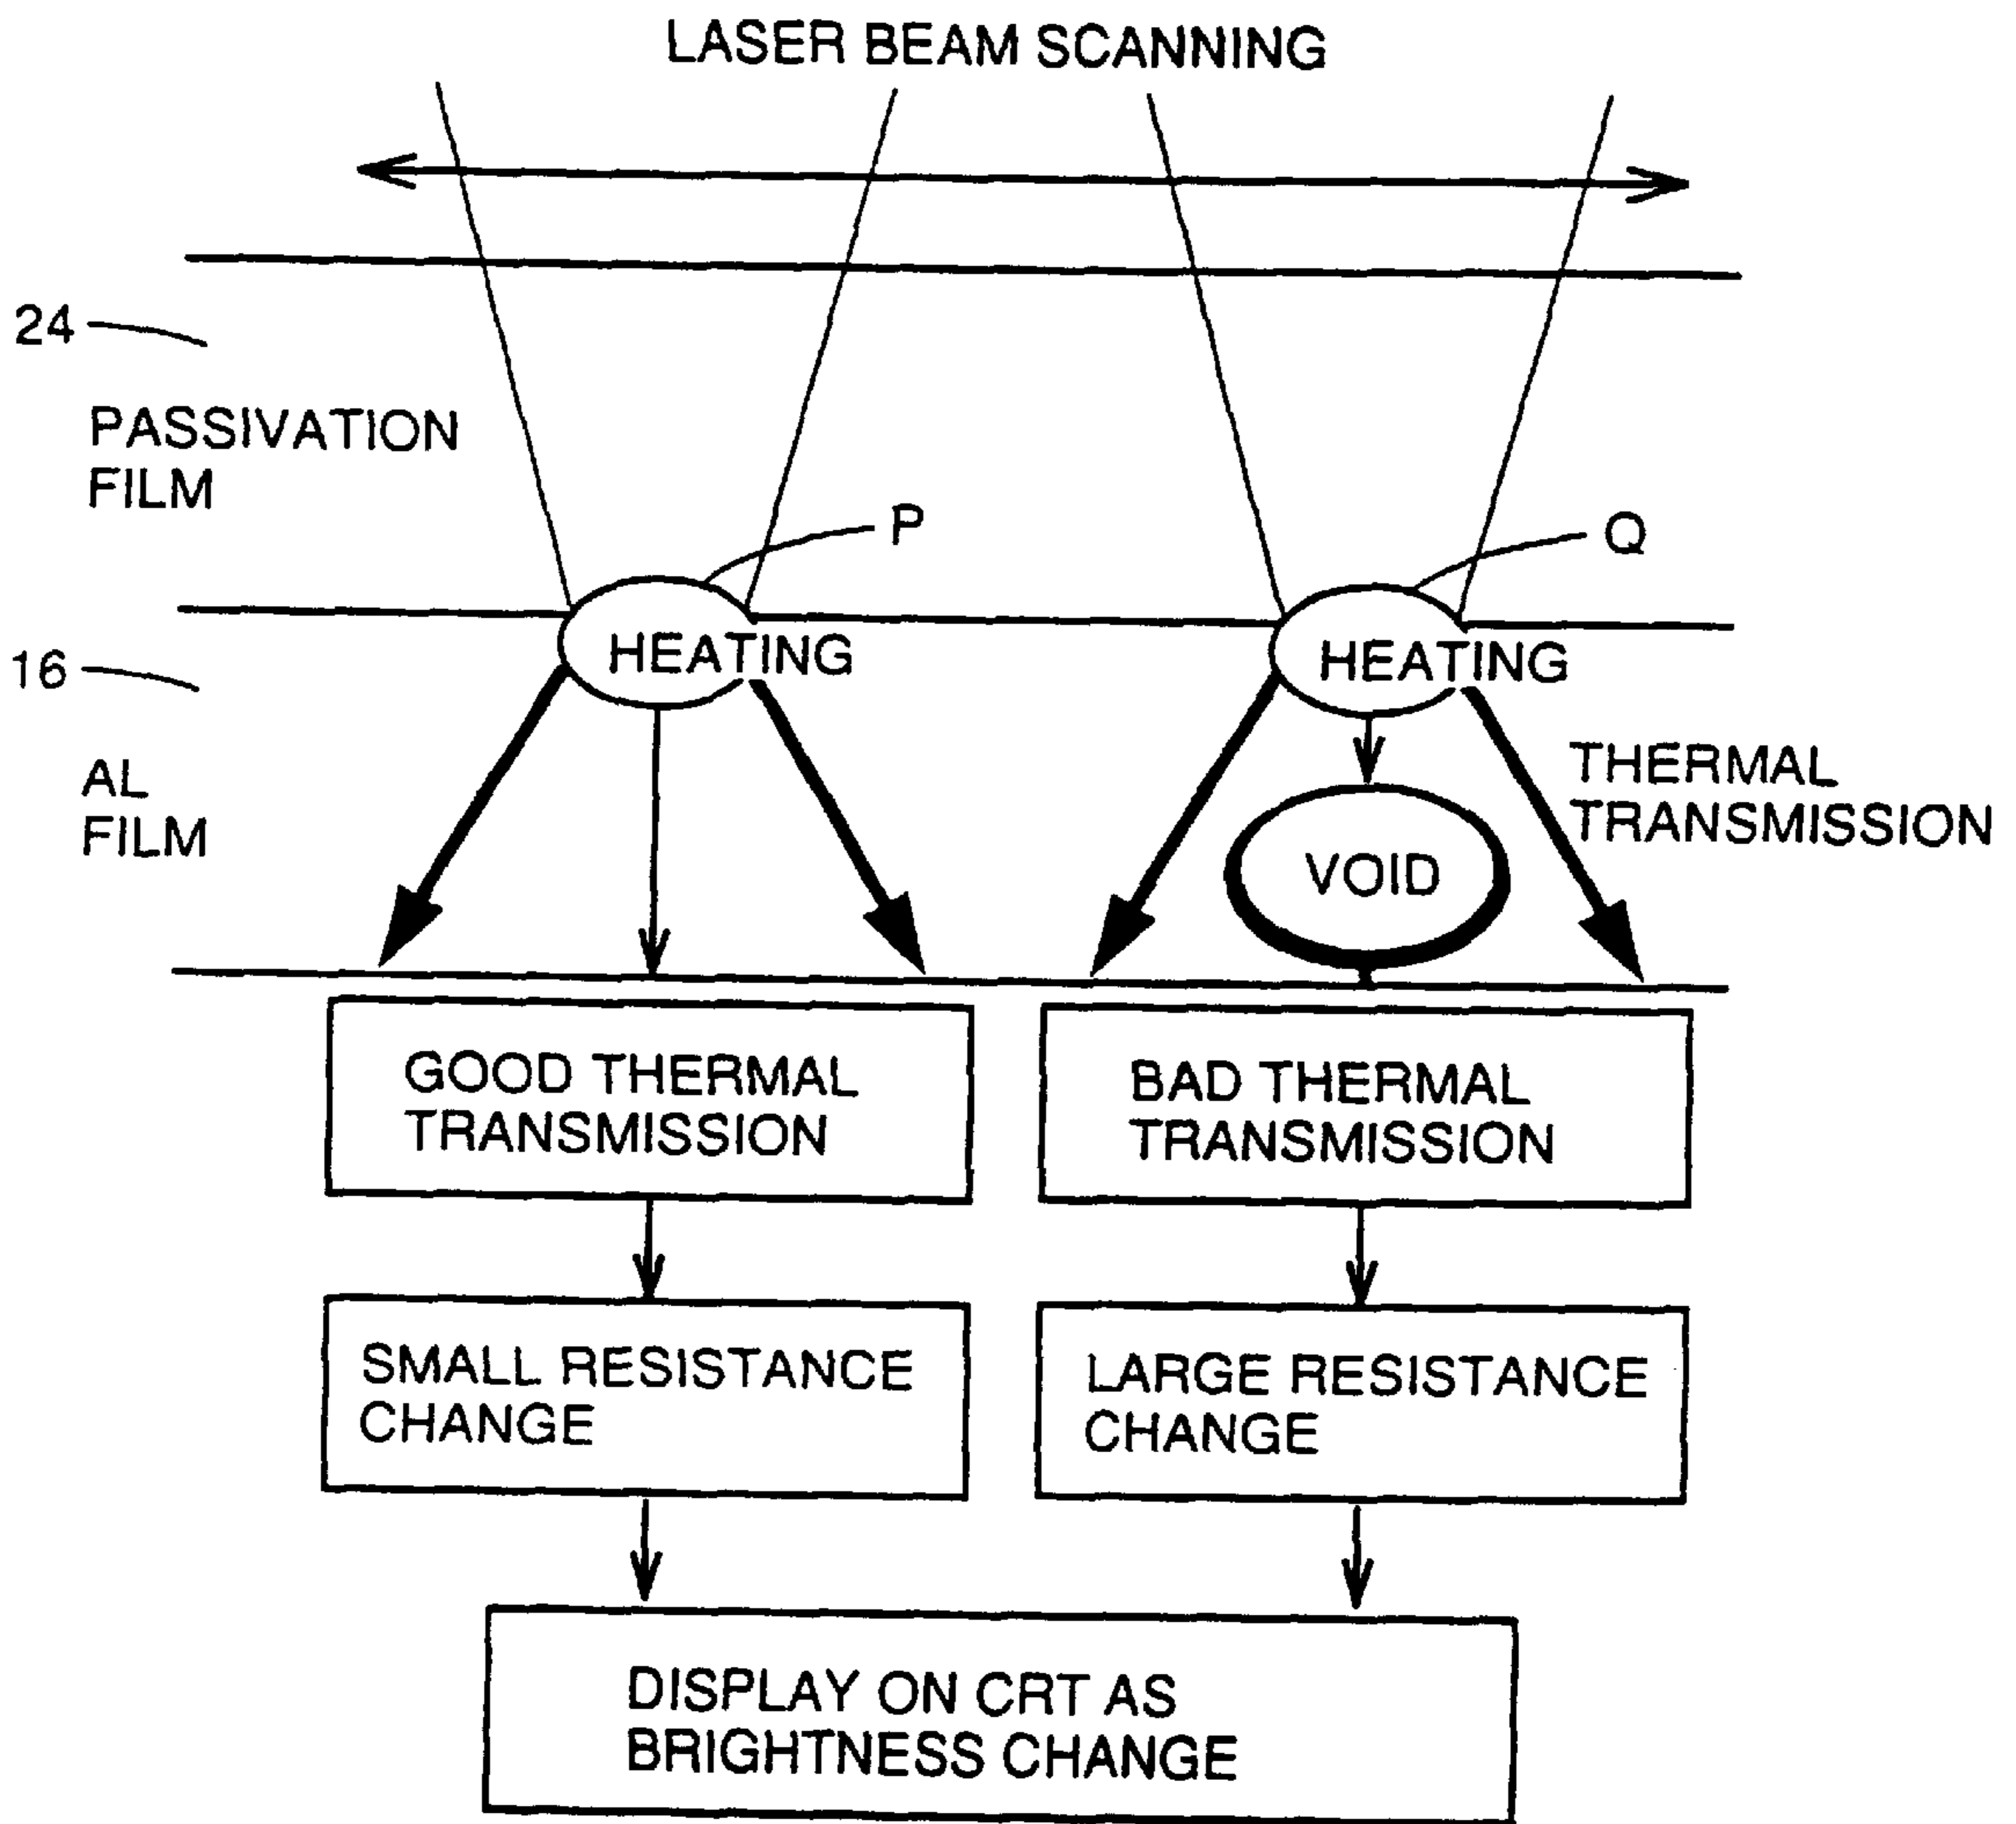 LASER BEAM SCANNING
24
PASSIVATION
FILM
P
Q
HEATING
HEATING
16
AL
FILM
THERMAL
TRANSMISSION
VOID
GOOD THERMAL
TRANSMISSION
BAD THERMAL
TRANSMISSION
SMALL RESISTANCE
CHANGE
LARGE RESISTANCE
CHANGE
DISPLAY ON CRT AS
BRIGHTNESS CHANGE